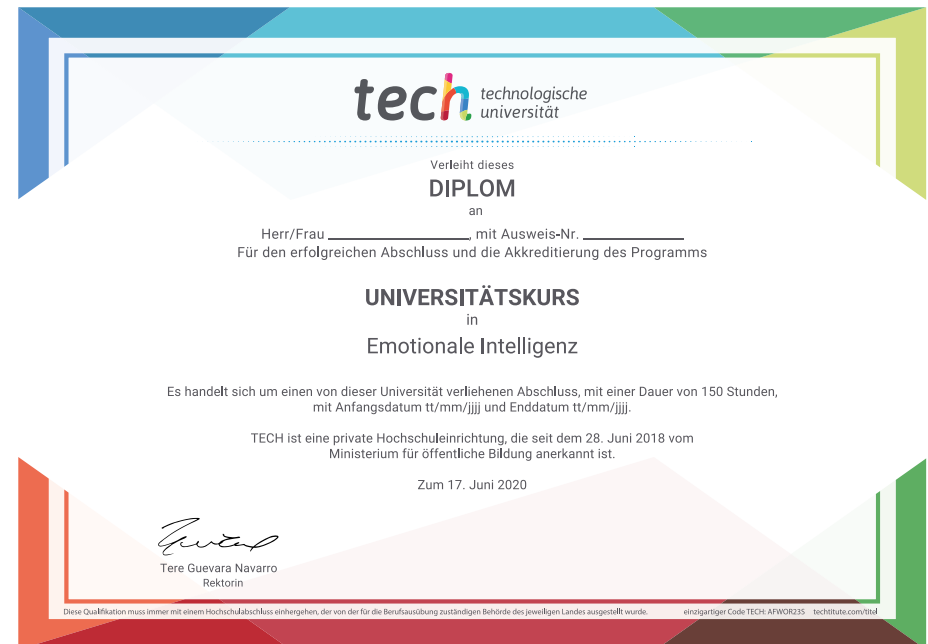 tech technologische
universität
Verleiht dieses
DIPLOM
an
Herr/Frau ____________________, mit Ausweis-Nr. ______________
Für den erfolgreichen Abschluss und die Akkreditierung des Programms
UNIVERSITÄTSKURS
in
Emotionale Intelligenz
Es handelt sich um einen von dieser Universität verliehenen Abschluss, mit einer Dauer von 150 Stunden,
mit Anfangsdatum tt/mm/jjjj und Enddatum tt/mm/jjjj.
TECH ist eine private Hochschuleinrichtung, die seit dem 28. Juni 2018 vom
Ministerium für öffentliche Bildung anerkannt ist.
Zum 17. Juni 2020
Tere Guevara Navarro
Rektorin
Diese Qualifikation muss immer mit einem Hochschulabschluss einhergehen, der von der für die Berufsausübung zuständigen Behörde des jeweiligen Landes ausgestellt wurde. einzigartiger Code TECH: AFWOR23S techtitute.com/titel